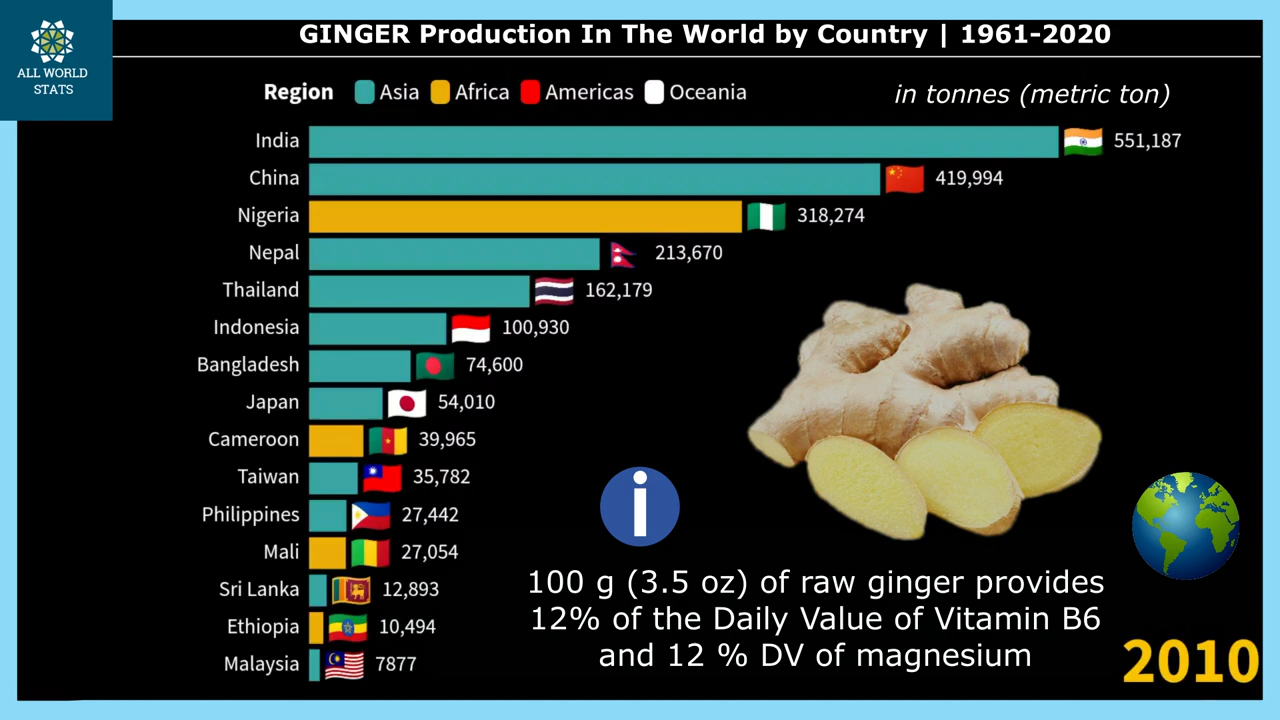 ALL WORLD
STATS
GINGER Production In The World by Country | 1961-2020
Region Asia Africa Americas Oceania
in tonnes (metric ton)
India 551,187
China 419,994
Nigeria 318,274
Nepal 213,670
Thailand 162,179
Indonesia 100,930
Bangladesh 74,600
Japan 54,010
Cameroon 39,965
Taiwan 35,782
Philippines 27,442
Mali 27,054
Sri Lanka 12,893
Ethiopia 10,494
Malaysia 7877
i
100 g (3.5 oz) of raw ginger provides
12% of the Daily Value of Vitamin B6
and 12 % DV of magnesium
2010